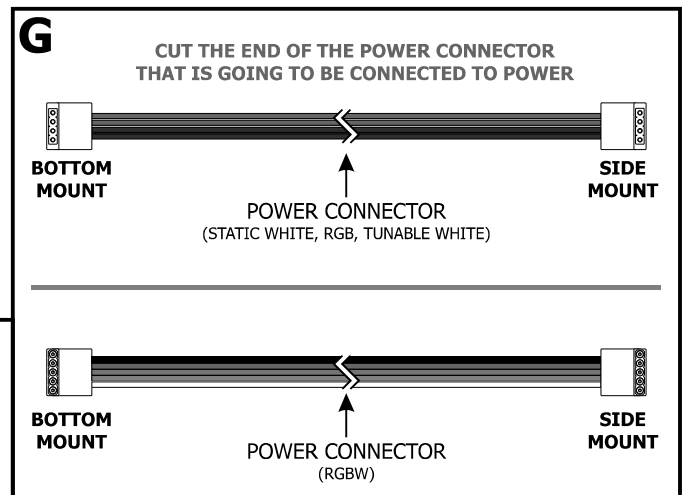 G
CUT THE END OF THE POWER CONNECTOR
THAT IS GOING TO BE CONNECTED TO POWER
BOTTOM
MOUNT
SIDE
MOUNT
POWER CONNECTOR
(STATIC WHITE, RGB, TUNABLE WHITE)
BOTTOM
MOUNT
SIDE
MOUNT
POWER CONNECTOR
(RGBW)